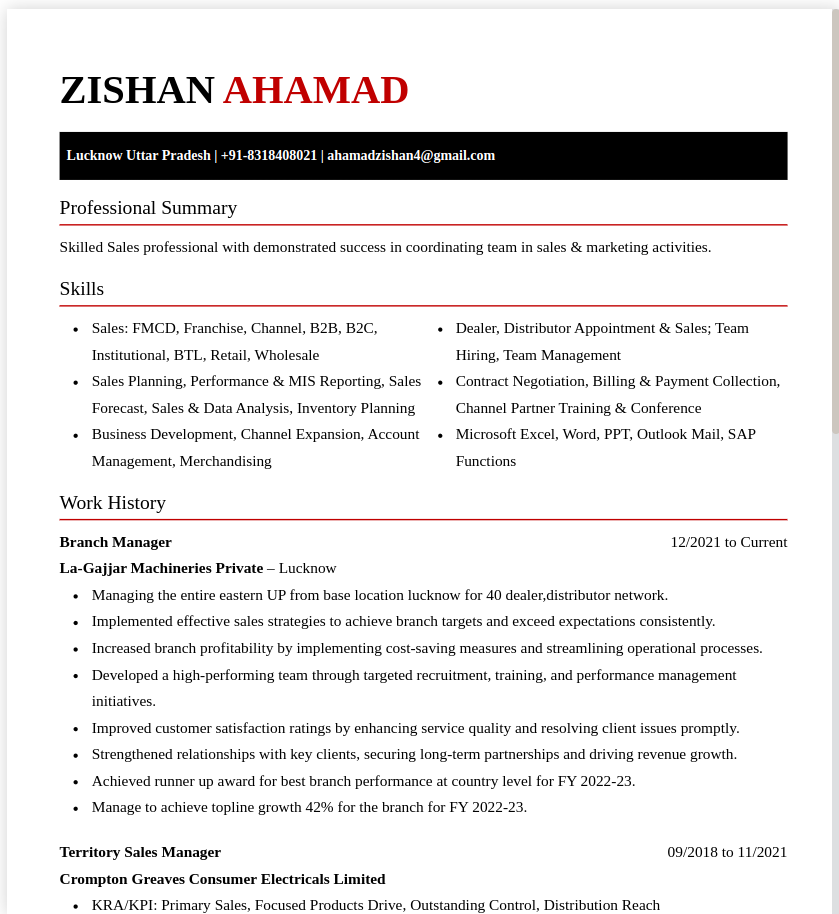 ZISHAN AHAMAD
Lucknow Uttar Pradesh | +91-8318408021 | ahamadzishan4@gmail.com
Professional Summary
Skilled Sales professional with demonstrated success in coordinating team in sales & marketing activities.
Skills
• Sales: FMCD, Franchise, Channel, B2B, B2C,
Institutional, BTL, Retail, Wholesale
• Sales Planning, Performance & MIS Reporting, Sales
Forecast, Sales & Data Analysis, Inventory Planning
• Business Development, Channel Expansion, Account
Management, Merchandising
• Dealer, Distributor Appointment & Sales; Team
Hiring, Team Management
• Contract Negotiation, Billing & Payment Collection,
Channel Partner Training & Conference
• Microsoft Excel, Word, PPT, Outlook Mail, SAP
Functions
Work History
Branch Manager 12/2021 to Current
La-Gajjar Machineries Private – Lucknow
• Managing the entire eastern UP from base location lucknow for 40 dealer,distributor network.
• Implemented effective sales strategies to achieve branch targets and exceed expectations consistently.
• Increased branch profitability by implementing cost-saving measures and streamlining operational processes.
• Developed a high-performing team through targeted recruitment, training, and performance management
initiatives.
• Improved customer satisfaction ratings by enhancing service quality and resolving client issues promptly.
• Strengthened relationships with key clients, securing long-term partnerships and driving revenue growth.
• Achieved runner up award for best branch performance at country level for FY 2022-23.
• Manage to achieve topline growth 42% for the branch for FY 2022-23.
Territory Sales Manager 09/2018 to 11/2021
Crompton Greaves Consumer Electricals Limited
• KRA/KPI: Primary Sales, Focused Products Drive, Outstanding Control, Distribution Reach